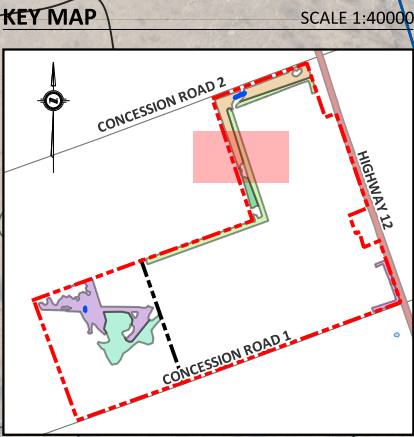 KEY MAP
SCALE 1:40000
CONCESSION ROAD 2
HIGHWAY 12
CONCESSION ROAD 1